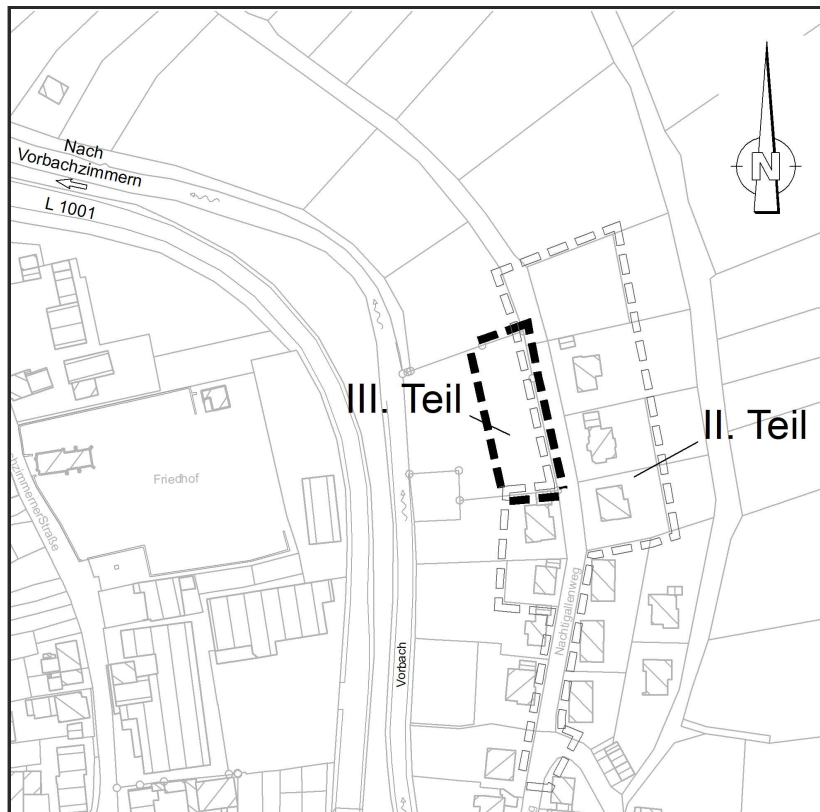 Nach
Vorbachzimmern
L 1001
N
III. Teil
II. Teil
Friedhof
Nachtigallenweg
Vorbach